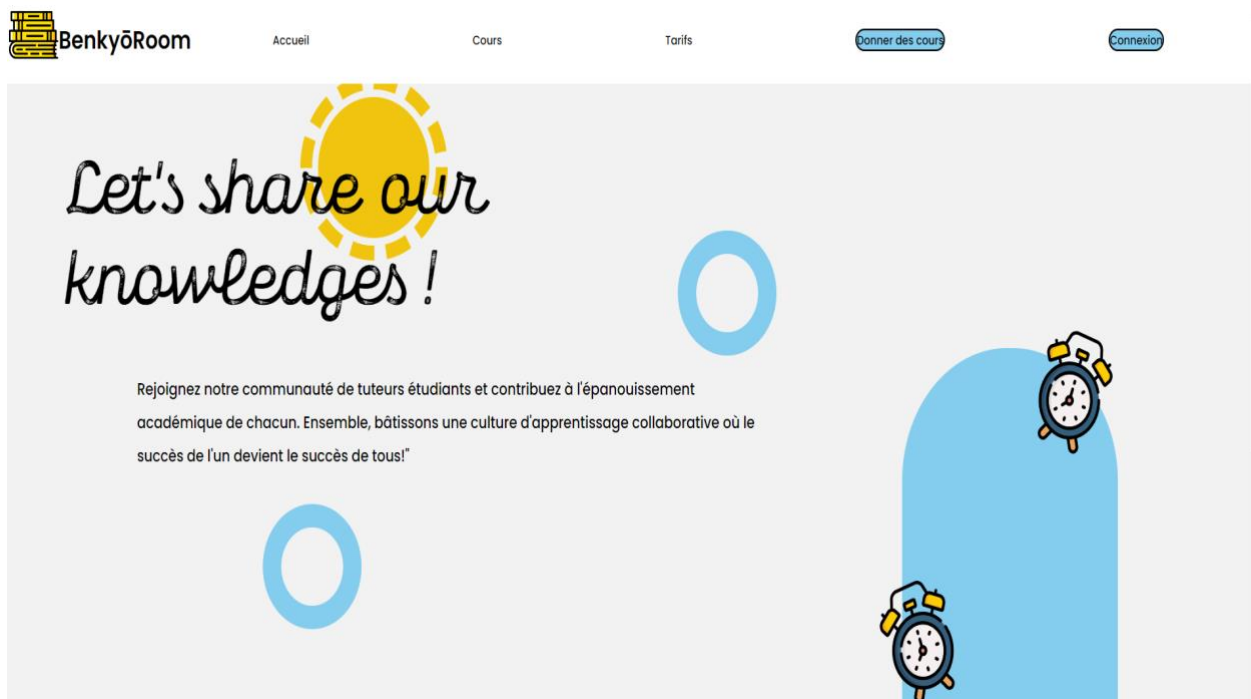 BenkyōRoom
Accueil
Cours
Tarifs
Donner des cours
Connexion
Let's share our
knowledges !
Rejoignez notre communauté de tuteurs étudiants et contribuez à l'épanouissement
académique de chacun. Ensemble, bâtissons une culture d'apprentissage collaborative où le
succès de l'un devient le succès de tous!"